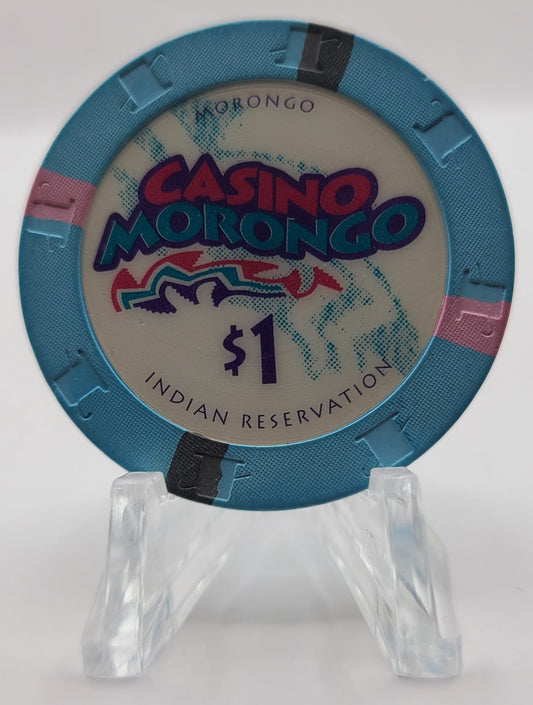 MORONGO
CASINO
MORONGO
$1
INDIAN RESERVATION